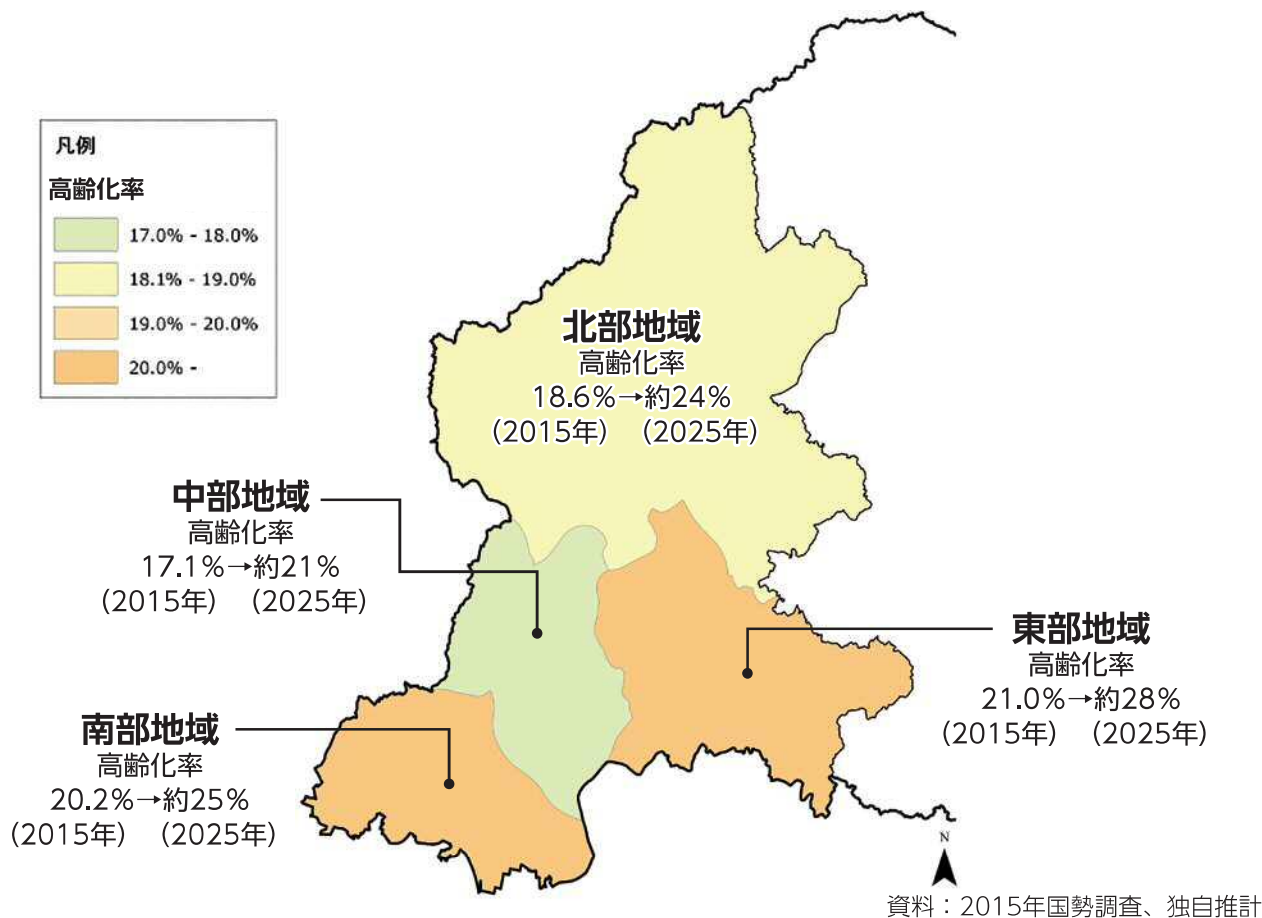 凡例
高齢化率
17.0% - 18.0%
18.1% - 19.0%
19.0% - 20.0%
20.0% -
北部地域
高齢化率
18.6%→約24%
(2015年) (2025年)
中部地域
高齢化率
17.1%→約21%
(2015年) (2025年)
東部地域
高齢化率
21.0%→約28%
(2015年) (2025年)
南部地域
高齢化率
20.2%→約25%
(2015年) (2025年)
N
資料：2015年国勢調査、独自推計